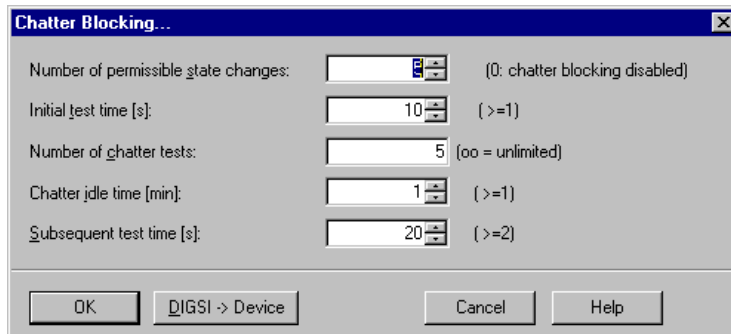 Chatter Blocking...
Number of permissible state changes: (0: chatter blocking disabled)
Initial test time [s]: 10 ( >=1)
Number of chatter tests: 5 (oo = unlimited)
Chatter idle time [min]: 1 ( >=1)
Subsequent test time [s]: 20 ( >=2)
OK DIGSI -> Device Cancel Help